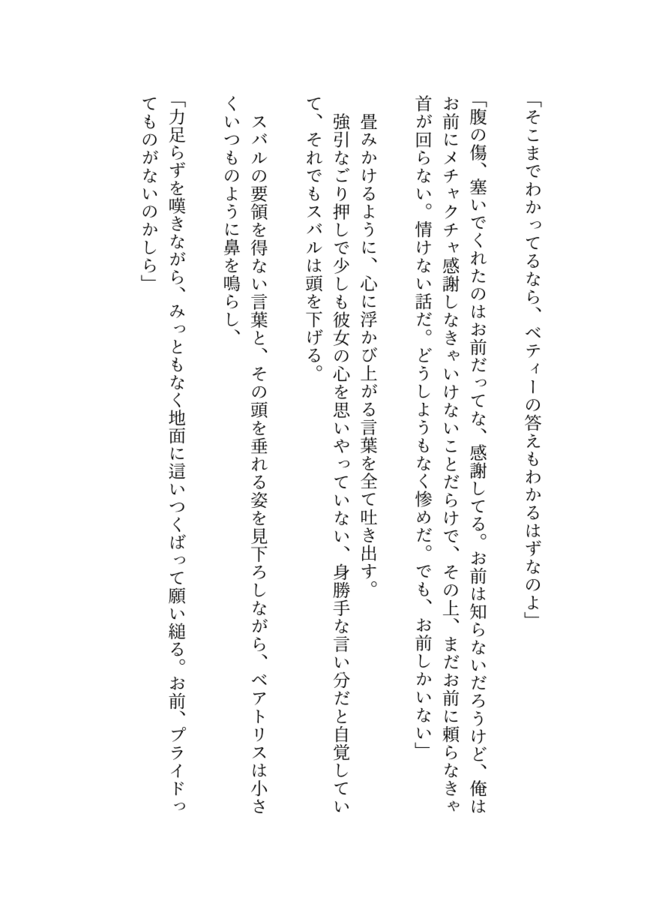 「そこまでわかってるなら、ベティーの答えもわかるはずなのよ」
「腹の傷、塞いでくれたのはお前だってな、感謝してる。お前は知らないだろうけど、俺は
お前にメチャクチャ感謝しなきゃいけないことだらけで、その上、まだお前に頼らなきゃ
首が回らない。情けない話だ。どうしようもなく惨めだ。でも、お前しかいない」
畳みかけるように、心に浮かび上がる言葉を全て吐き出す。
強引なごり押しで少しも彼女の心を思いやっていない、身勝手な言い分だと自覚してい
て、それでもスバルは頭を下げる。
スバルの要領を得ない言葉と、その頭を垂れる姿を見下ろしながら、ベアトリスは小さ
くいつものように鼻を鳴らし、
「力足らずを嘆きながら、みっともなく地面に這いつくばって願い縋る。お前、プライドっ
てものがないのかしら」